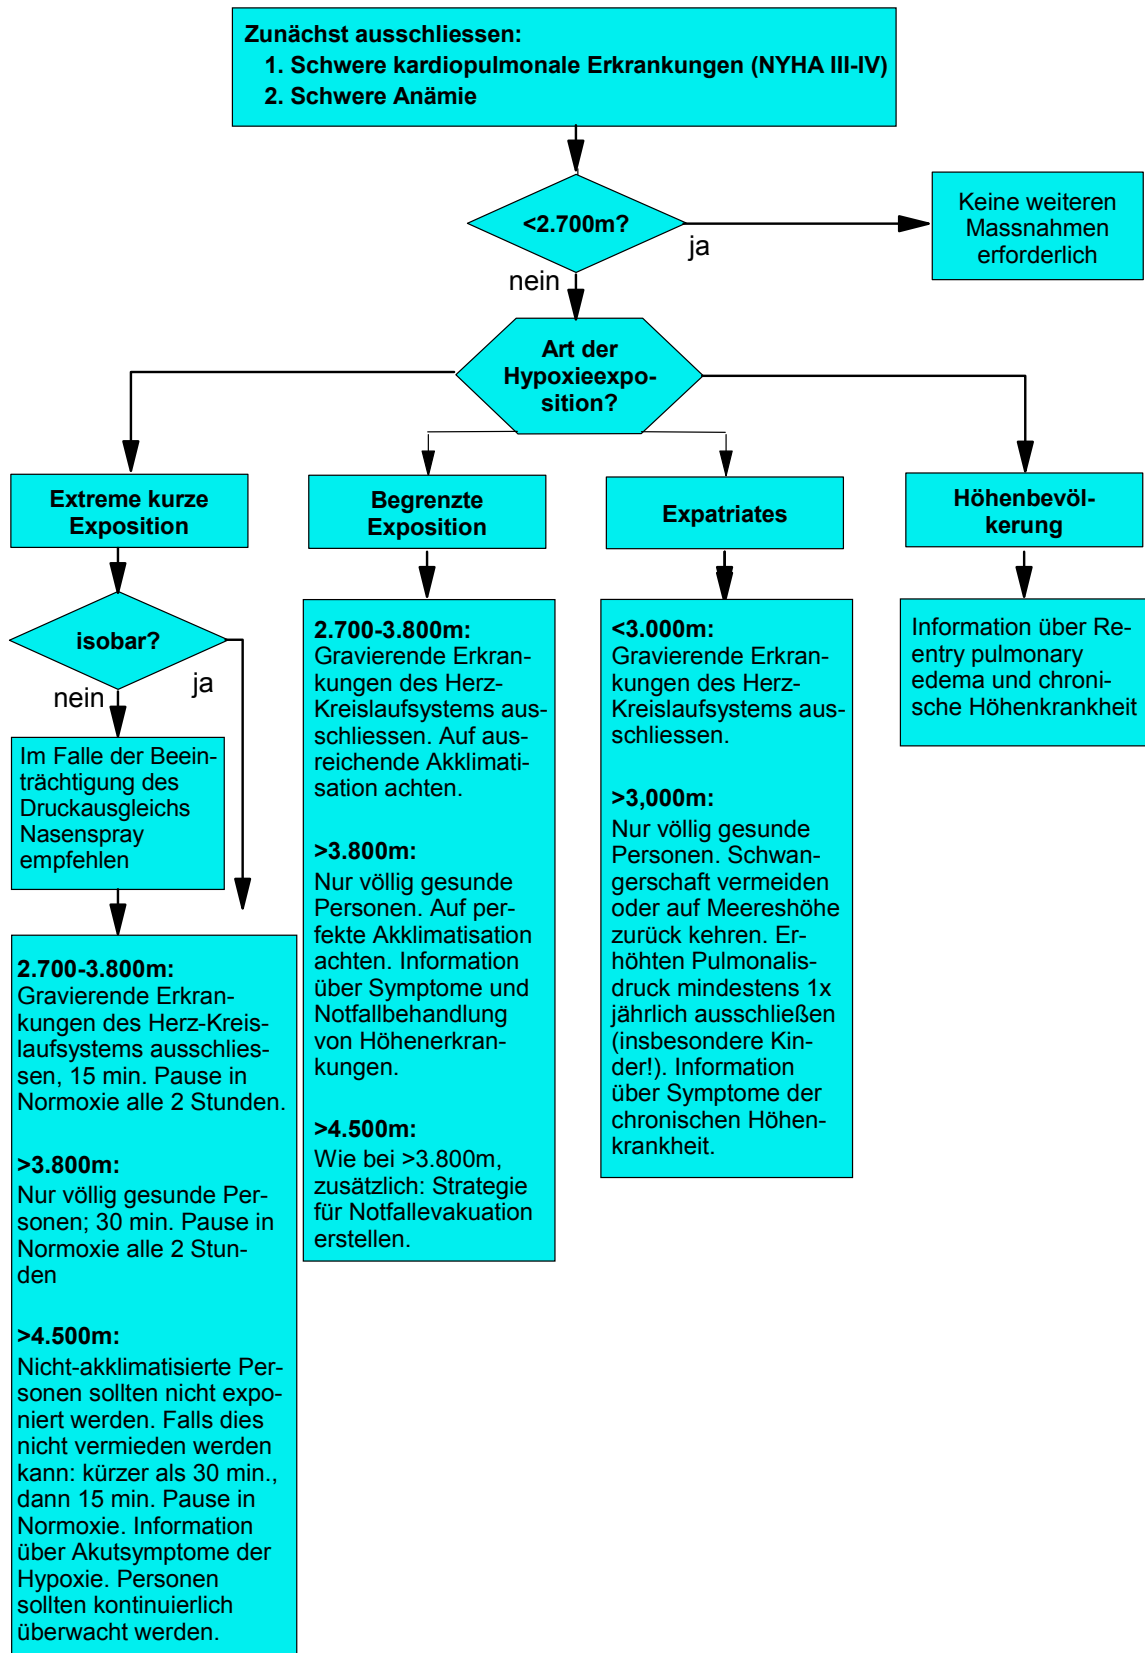 Zunächst ausschliessen:
1. Schwere kardiopulmonale Erkrankungen (NYHA III-IV)
2. Schwere Anämie
<2.700m?
ja
nein
Keine weiteren
Massnahmen
erforderlich
Art der
Hypoxieexpo-
sition?
Extreme kurze
Exposition
Begrenzte
Exposition
Expatriates
Höhenbevöl-
kerung
isobar?
nein
ja
Im Falle der Beein-
trächtigung des
Druckausgleichs
Nasenspray
empfehlen
2.700-3.800m:
Gravierende Erkran-
kungen des Herz-Kreis-
laufsystems ausschlies-
sen, 15 min. Pause in
Normoxie alle 2 Stunden.
>3.800m:
Nur völlig gesunde Per-
sonen; 30 min. Pause in
Normoxie alle 2 Stun-
den
>4.500m:
Nicht-akklimatisierte Per-
sonen sollten nicht expo-
niert werden. Falls dies
nicht vermieden werden
kann: kürzer als 30 min.,
dann 15 min. Pause in
Normoxie. Information
über Akutsymptome der
Hypoxie. Personen
sollten kontinuierlich
überwacht werden.
2.700-3.800m:
Gravierende Erkran-
kungen des Herz-
Kreislaufsystems aus-
schliessen. Auf aus-
reichende Akklimati-
sation achten.
>3.800m:
Nur völlig gesunde
Personen. Auf per-
fekte Akklimatisation
achten. Information
über Symptome und
Notfallbehandlung
von Höhenerkran-
kungen.
>4.500m:
Wie bei >3.800m,
zusätzlich: Strategie
für Notfallevakuation
erstellen.
<3.000m:
Gravierende Erkran-
kungen des Herz-
Kreislaufsystems aus-
schliessen.
>3,000m:
Nur völlig gesunde
Personen. Schwan-
gerschaft vermeiden
oder auf Meereshöhe
zurück kehren. Er-
höhten Pulmonalis-
druck mindestens 1x
jährlich ausschließen
(insbesondere Kin-
der!). Information
über Symptome der
chronischen Höhen-
krankheit.
Information über Re-
entry pulmonary
edema und chroni-
sche Höhenkrankheit